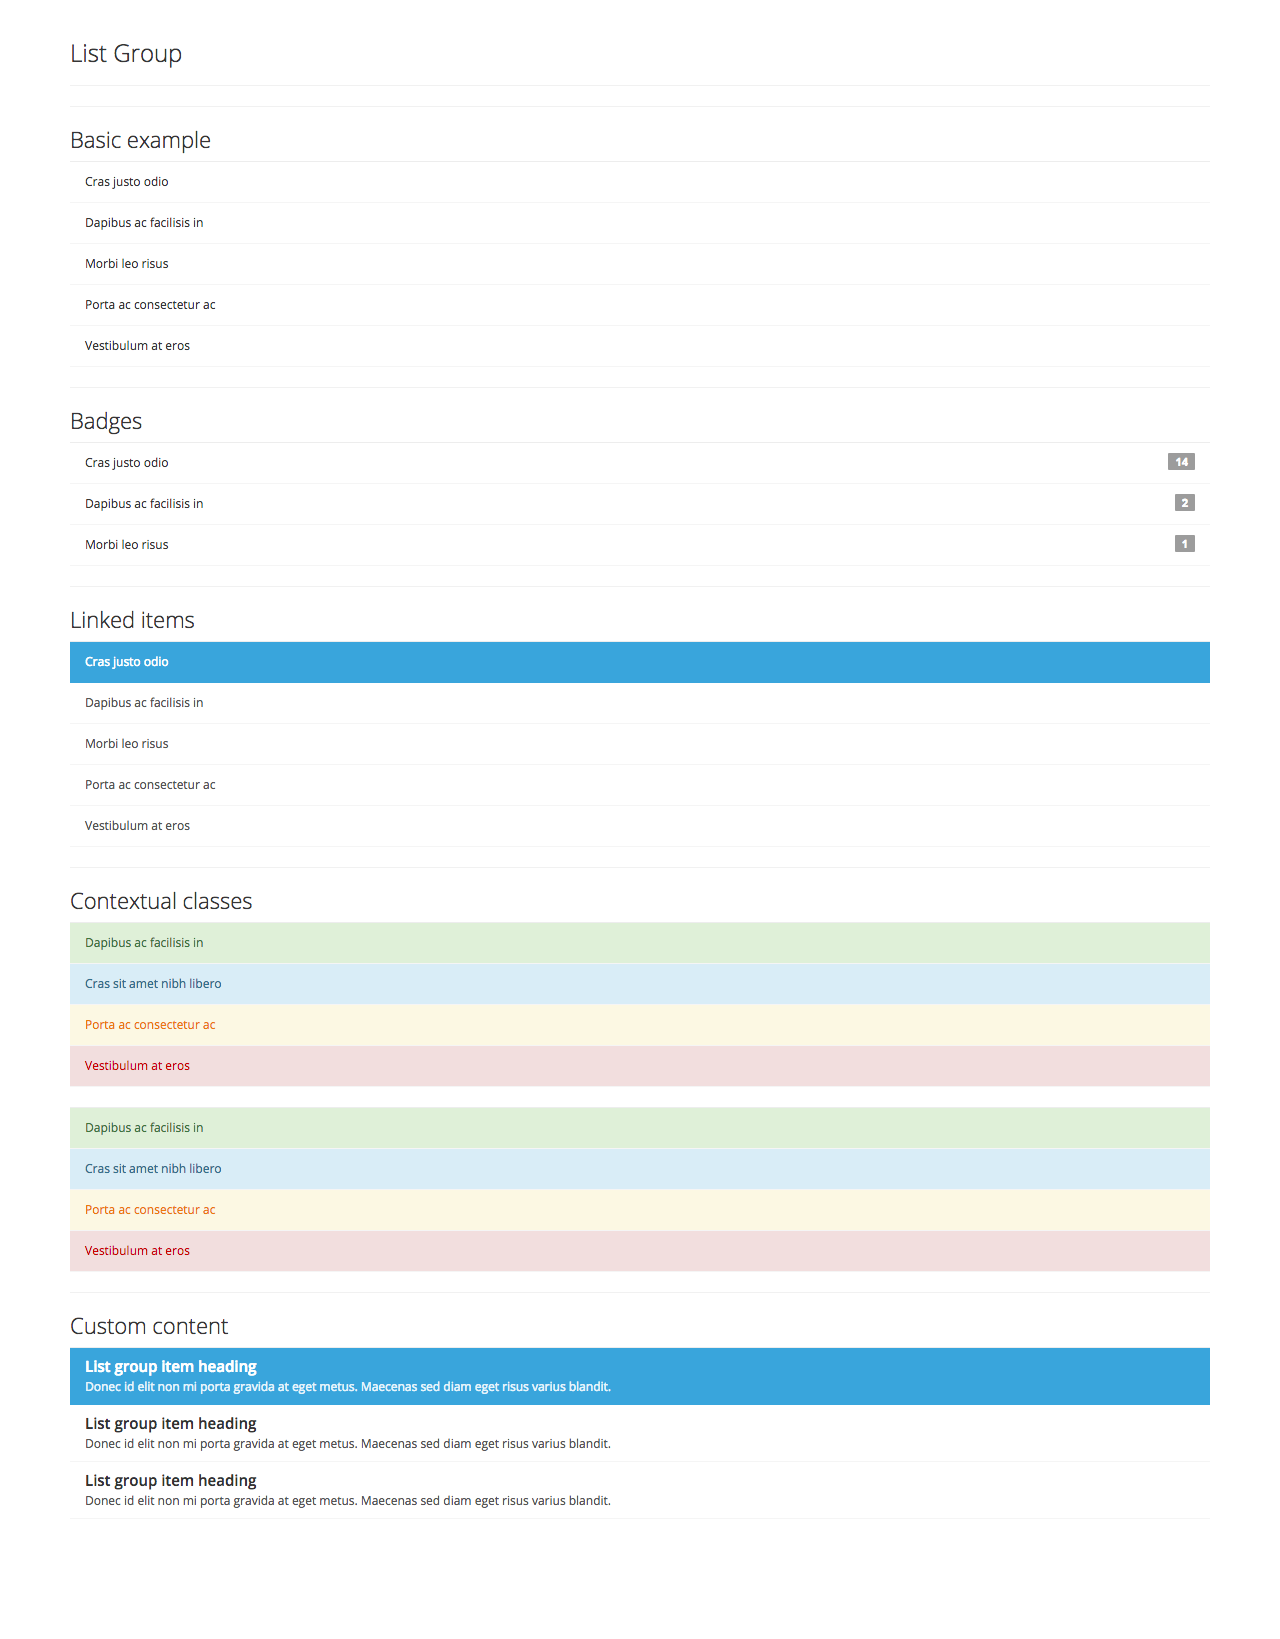 List Group
Basic example
Cras justo odio
Dapibus ac facilisis in
Morbi leo risus
Porta ac consectetur ac
Vestibulum at eros
Badges
Cras justo odio 14
Dapibus ac facilisis in 2
Morbi leo risus 1
Linked items
Cras justo odio
Dapibus ac facilisis in
Morbi leo risus
Porta ac consectetur ac
Vestibulum at eros
Contextual classes
Dapibus ac facilisis in
Cras sit amet nibh libero
Porta ac consectetur ac
Vestibulum at eros
Dapibus ac facilisis in
Cras sit amet nibh libero
Porta ac consectetur ac
Vestibulum at eros
Custom content
List group item heading
Donec id elit non mi porta gravida at eget metus. Maecenas sed diam eget risus varius blandit.
List group item heading
Donec id elit non mi porta gravida at eget metus. Maecenas sed diam eget risus varius blandit.
List group item heading
Donec id elit non mi porta gravida at eget metus. Maecenas sed diam eget risus varius blandit.